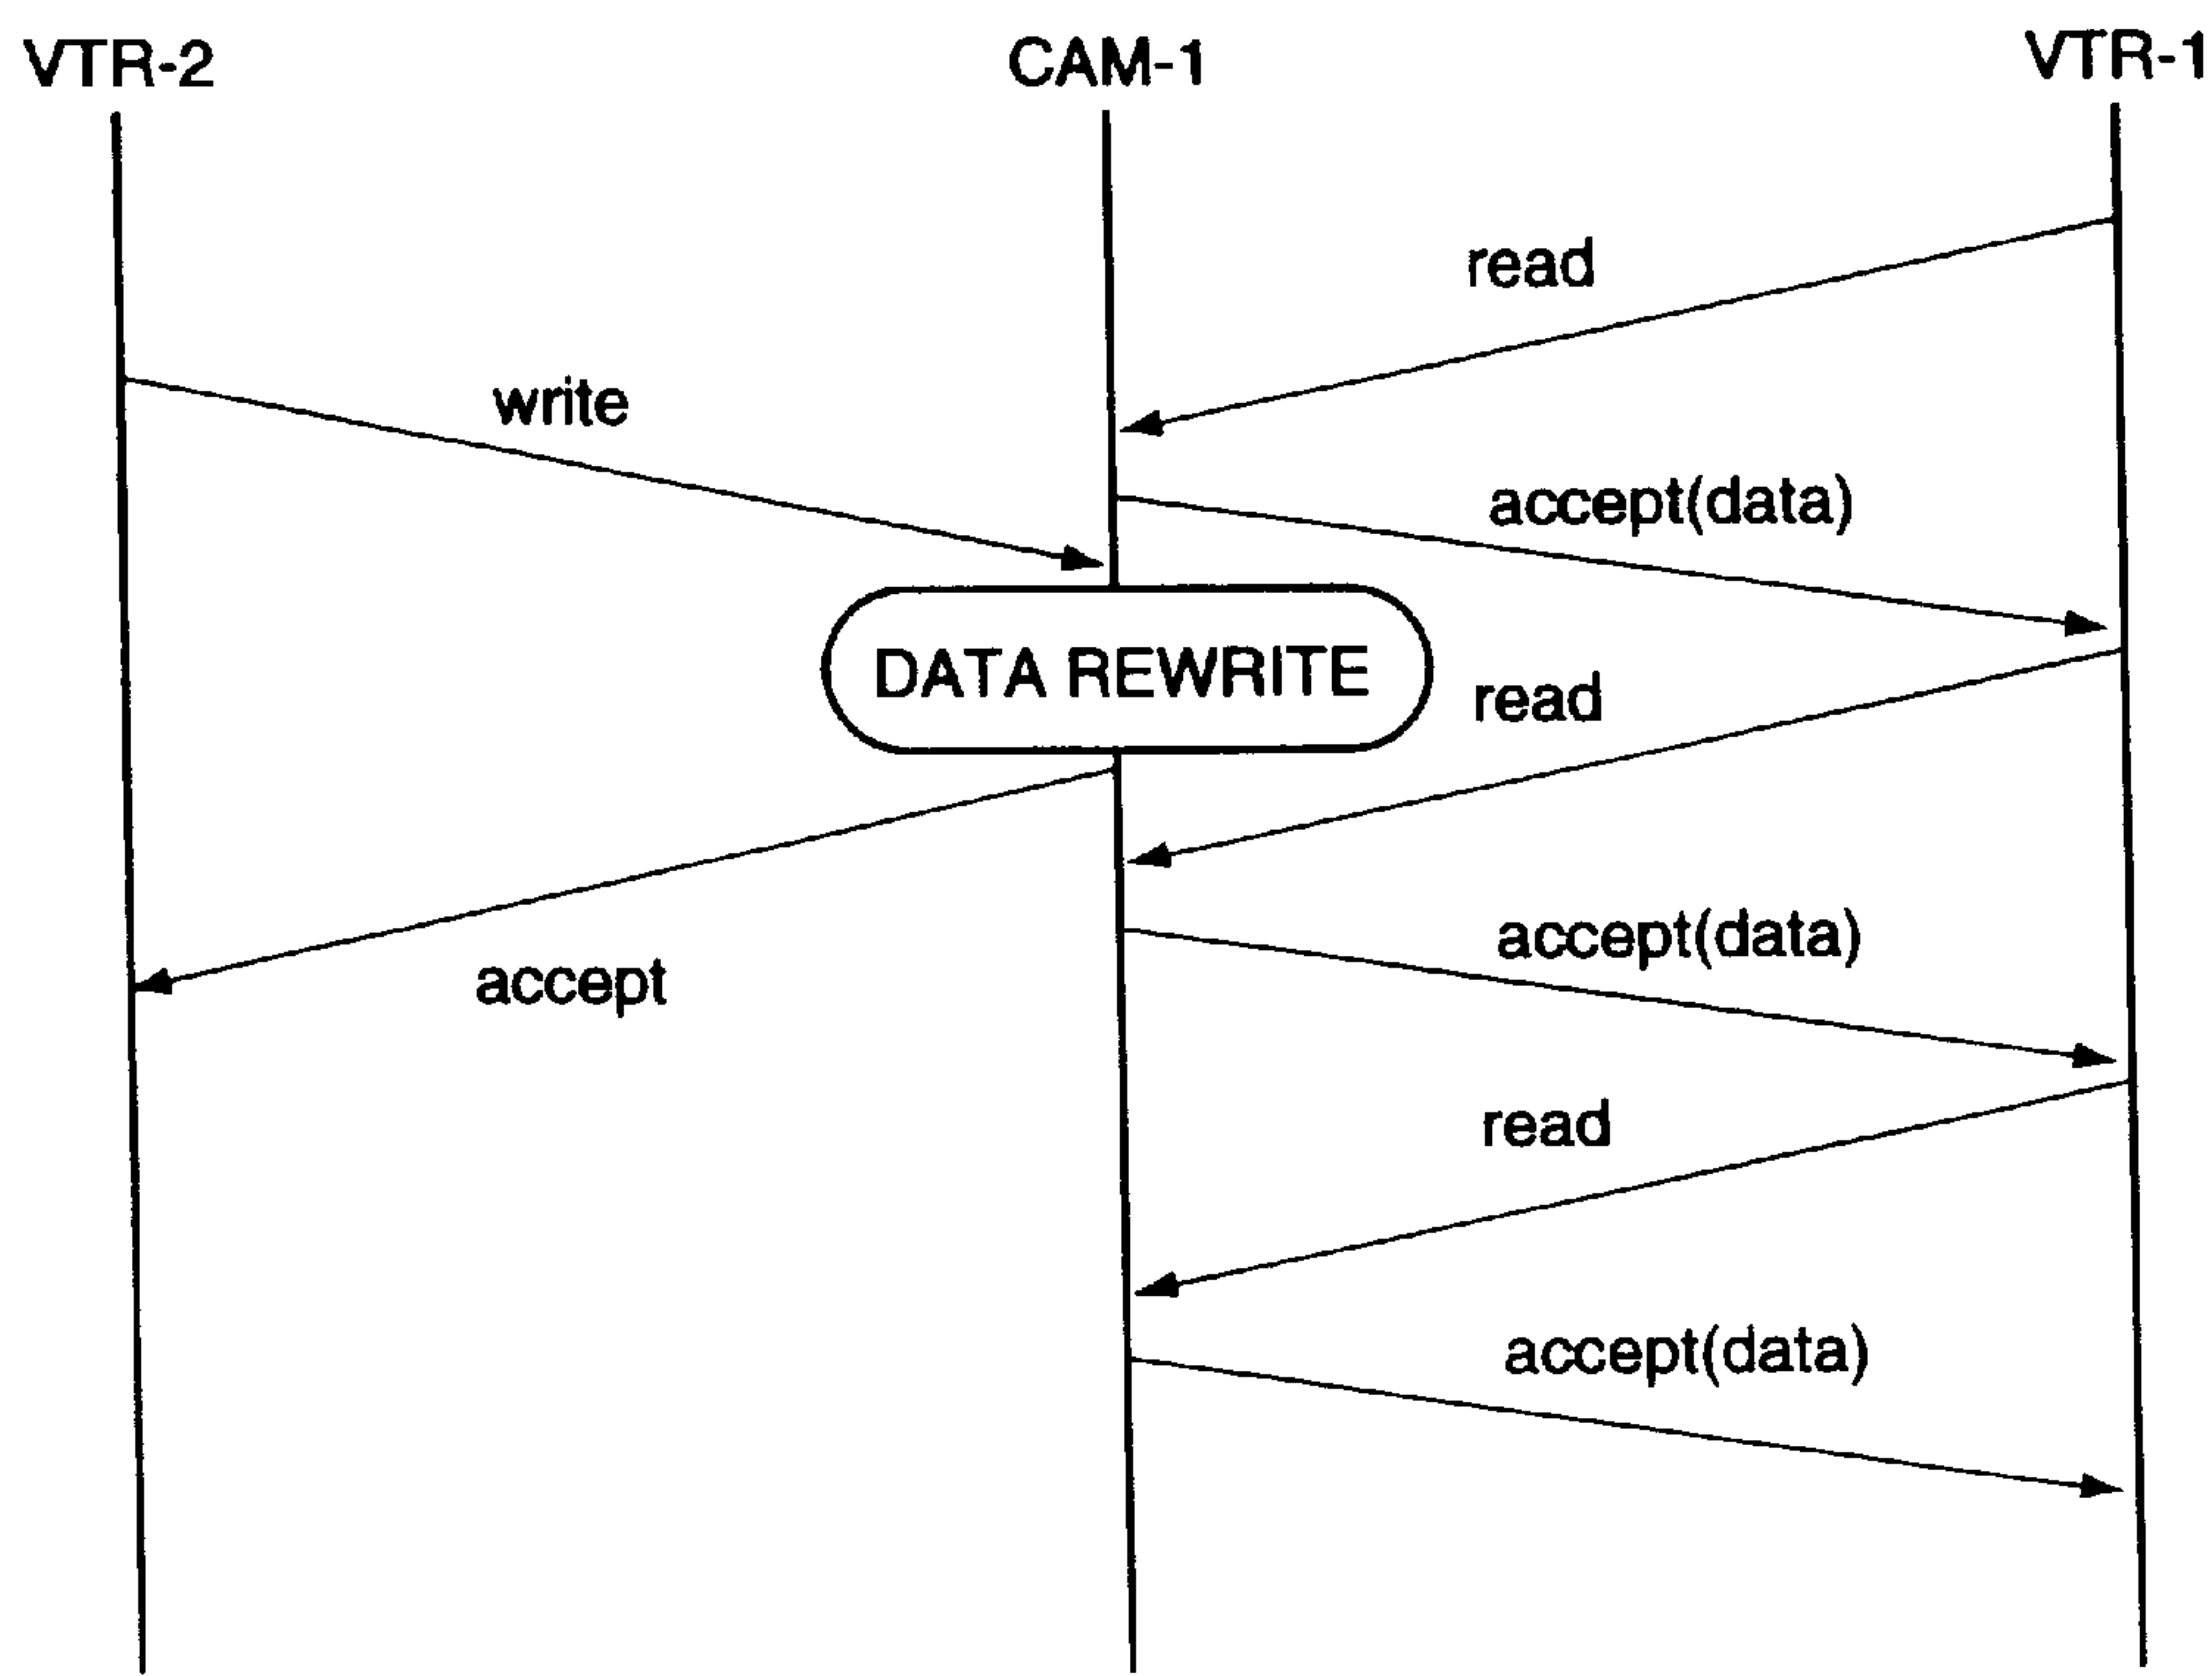 VTR-2 CAM-1 VTR-1
read
write
accept(data)
DATA REWRITE
read
accept(data)
accept
read
accept(data)